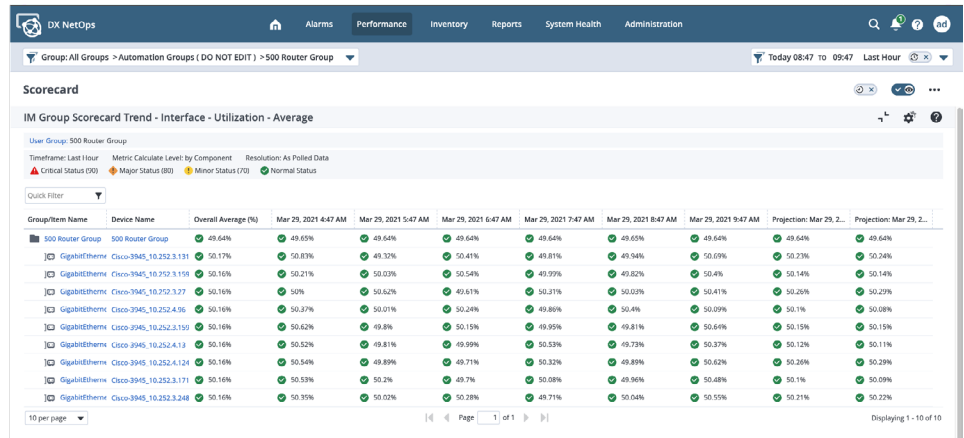 DX NetOps Alarms Performance Inventory Reports System Health Administration 1 ? ad
Group: All Groups > Automation Groups ( DO NOT EDIT ) > 500 Router Group Today 08:47 TO 09:47 Last Hour
Scorecard
IM Group Scorecard Trend - Interface - Utilization - Average
User Group: 500 Router Group
Timeframe: Last Hour Metric Calculate Level: by Component Resolution: As Polled Data
Critical Status (90) Major Status (80) Minor Status (70) Normal Status
Quick Filter
Group/Item Name Device Name Overall Average (%) Mar 29, 2021 4:47 AM Mar 29, 2021 5:47 AM Mar 29, 2021 6:47 AM Mar 29, 2021 7:47 AM Mar 29, 2021 8:47 AM Mar 29, 2021 9:47 AM Projection: Mar 29, 2... Projection: Mar 29, 2...
500 Router Group 500 Router Group 49.64% 49.65% 49.64% 49.64% 49.64% 49.65% 49.64% 49.64% 49.64%
GigabitEtherne Cisco-3945_10.252.3.131 50.17% 50.83% 49.32% 50.41% 49.81% 49.94% 50.69% 50.23% 50.24%
GigabitEtherne Cisco-3945_10.252.3.159 50.16% 50.21% 50.03% 50.54% 49.99% 49.82% 50.4% 50.14% 50.14%
GigabitEtherne Cisco-3945_10.252.3.27 50.16% 50% 50.62% 49.61% 50.31% 50.03% 50.41% 50.26% 50.29%
GigabitEtherne Cisco-3945_10.252.4.96 50.16% 50.37% 50.01% 50.24% 49.86% 50.4% 50.09% 50.1% 50.08%
GigabitEtherne Cisco-3945_10.252.3.159 50.16% 50.62% 49.8% 50.15% 49.95% 49.81% 50.64% 50.15% 50.15%
GigabitEtherne Cisco-3945_10.252.4.13 50.16% 50.52% 49.81% 49.99% 50.53% 49.73% 50.37% 50.12% 50.11%
GigabitEtherne Cisco-3945_10.252.4.124 50.16% 50.54% 49.89% 49.71% 50.32% 49.89% 50.62% 50.26% 50.29%
GigabitEtherne Cisco-3945_10.252.3.171 50.16% 50.53% 50.2% 49.7% 50.08% 49.96% 50.48% 50.1% 50.09%
GigabitEtherne Cisco-3945_10.252.3.248 50.16% 50.35% 50.02% 50.28% 49.71% 50.04% 50.55% 50.21% 50.22%
10 per page Page 1 of 1 Displaying 1 - 10 of 10